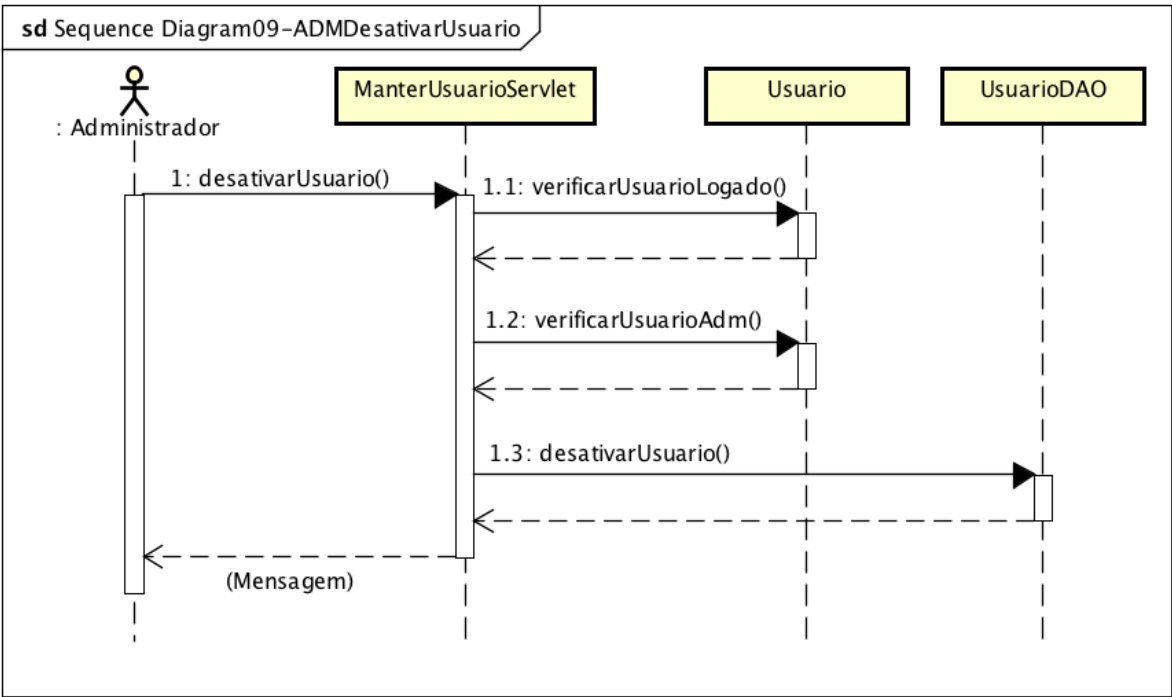 sd Sequence Diagram09-ADMDesativarUsuario
: Administrador
ManterUsuarioServlet
Usuario
UsuarioDAO
1: desativarUsuario()
1.1: verificarUsuarioLogado()
1.2: verificarUsuarioAdm()
1.3: desativarUsuario()
(Mensagem)